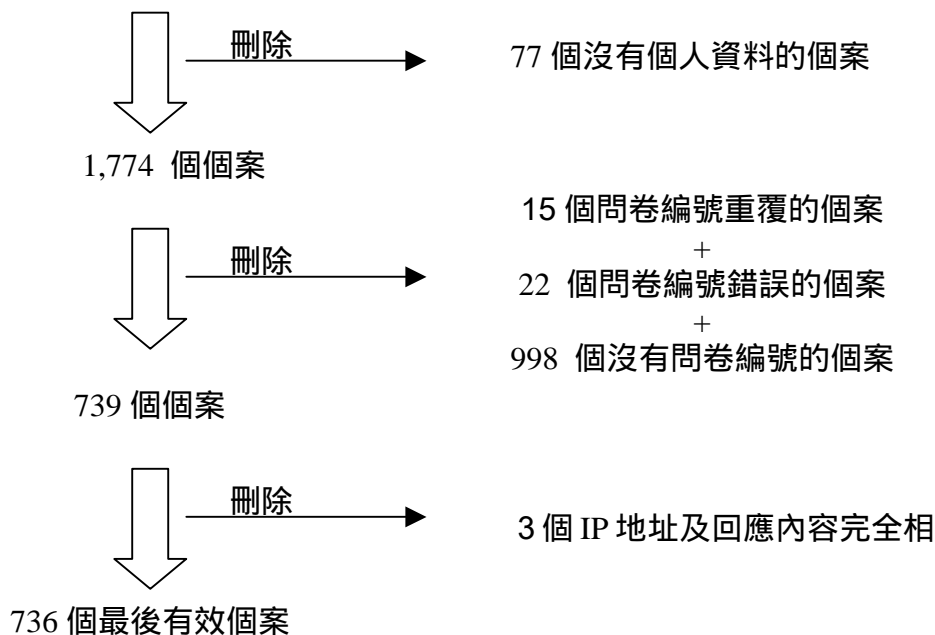 刪除
77 個沒有個人資料的個案
1,774 個個案
15 個問卷編號重覆的個案
+
刪除
22 個問卷編號錯誤的個案
+
998 個沒有問卷編號的個案
739 個個案
刪除
3 個 IP 地址及回應內容完全相
736 個最後有效個案